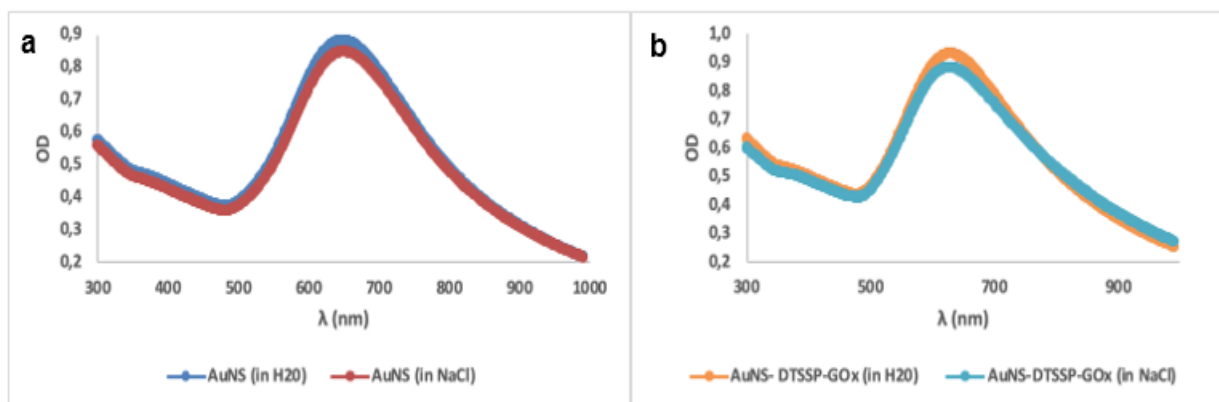 a
0,9
0,8
0,7
0,6
0,5
0,4
0,3
0,2
OD
300 400 500 600 700 800 900 1000
λ (nm)
AuNS (in H20) AuNS (in NaCl)
b
1,0
0,9
0,8
0,7
0,6
0,5
0,4
0,3
0,2
OD
300 500 700 900
λ (nm)
AuNS- DTSSP-GOx (in H20) AuNS-DTSSP-GOx (in NaCl)